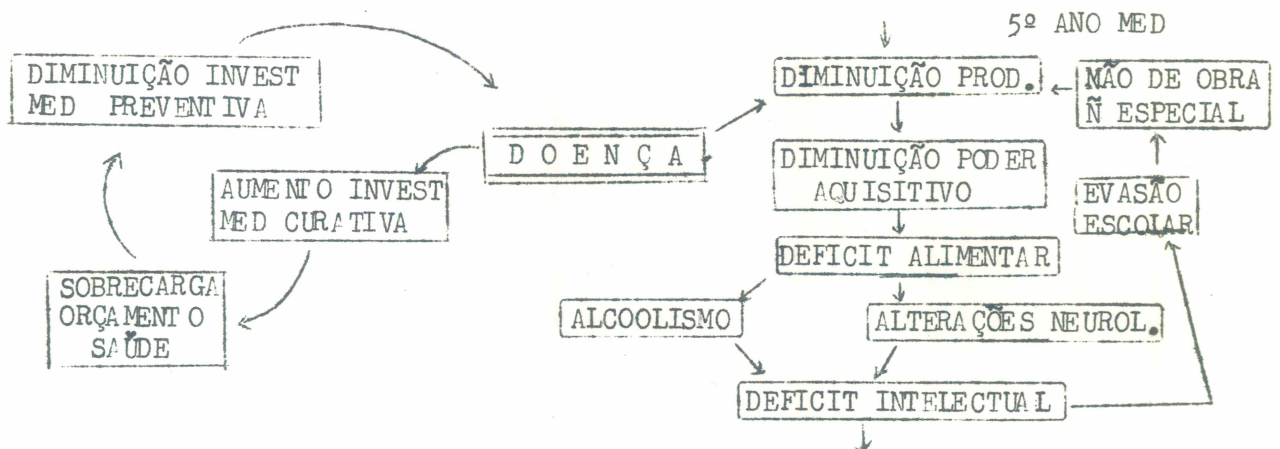 5º ANO MED
DIMINUIÇÃO INVEST
MED PREVENTIVA
DOENÇA
AUMENTO INVEST
MED CURATIVA
SOBRECARGA
ORÇAMENTO
SAÚDE
DIMINUIÇÃO PROD.
MÃO DE OBRA
Ñ ESPECIAL
DIMINUIÇÃO PODER
AQUISITIVO
EVASÃO
ESCOLAR
DEFICIT ALIMENTAR
ALCOOLISMO
ALTERAÇÕES NEUROL.
DEFICIT INTELECTUAL